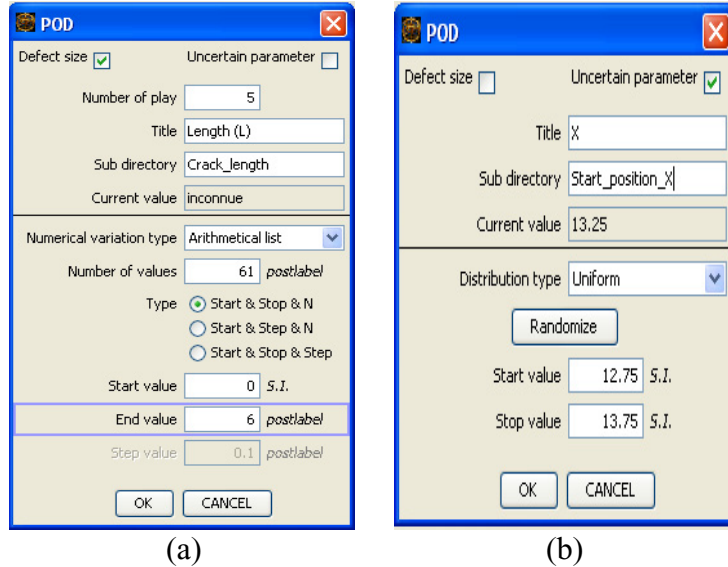 POD
Defect size Uncertain parameter
Number of play 5
Title Length (L)
Sub directory Crack_length
Current value inconnue
Numerical variation type Arithmetical list
Number of values 61 postlabel
Type Start & Stop & N
Start & Step & N
Start & Stop & Step
Start value 0 S.I.
End value 6 postlabel
Step value 0.1 postlabel
OK CANCEL
(a)
POD
Defect size Uncertain parameter
Title X
Sub directory Start_position_X
Current value 13.25
Distribution type Uniform
Randomize
Start value 12.75 S.I.
Stop value 13.75 S.I.
OK CANCEL
(b)